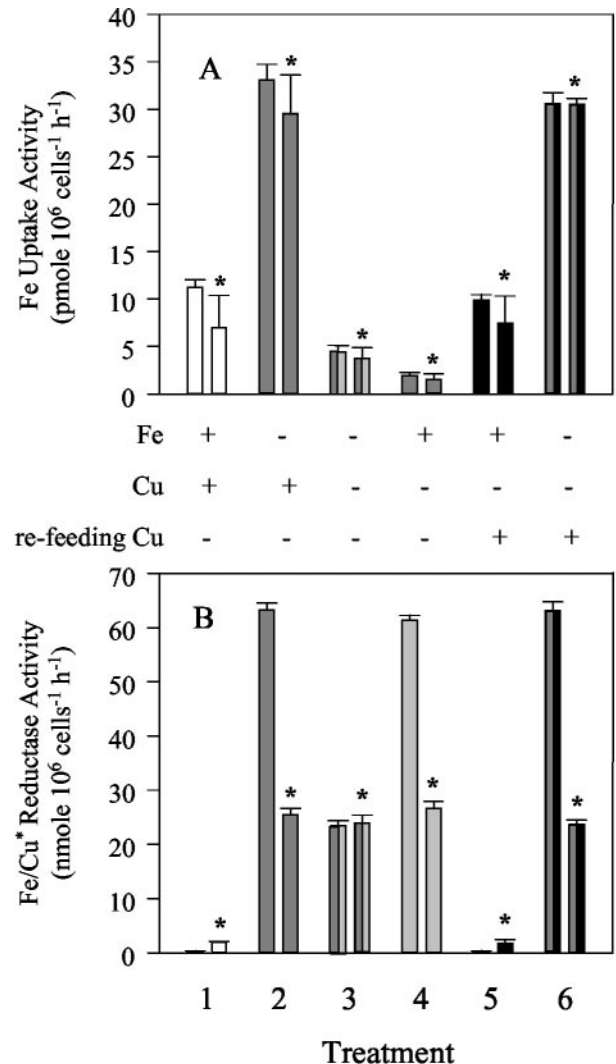 40
35
30
25
20
15
10
5
0
Fe Uptake Activity
(pmole 10⁶ cells⁻¹ h⁻¹)
A
* * * * * *
Fe + - - + + -
Cu + + - - - -
re-feeding Cu - - - - + +
70
60
50
40
30
20
10
0
Fe/Cu* Reductase Activity
(nmole 10⁶ cells⁻¹ h⁻¹)
B
* * * * * *
1 2 3 4 5 6
Treatment